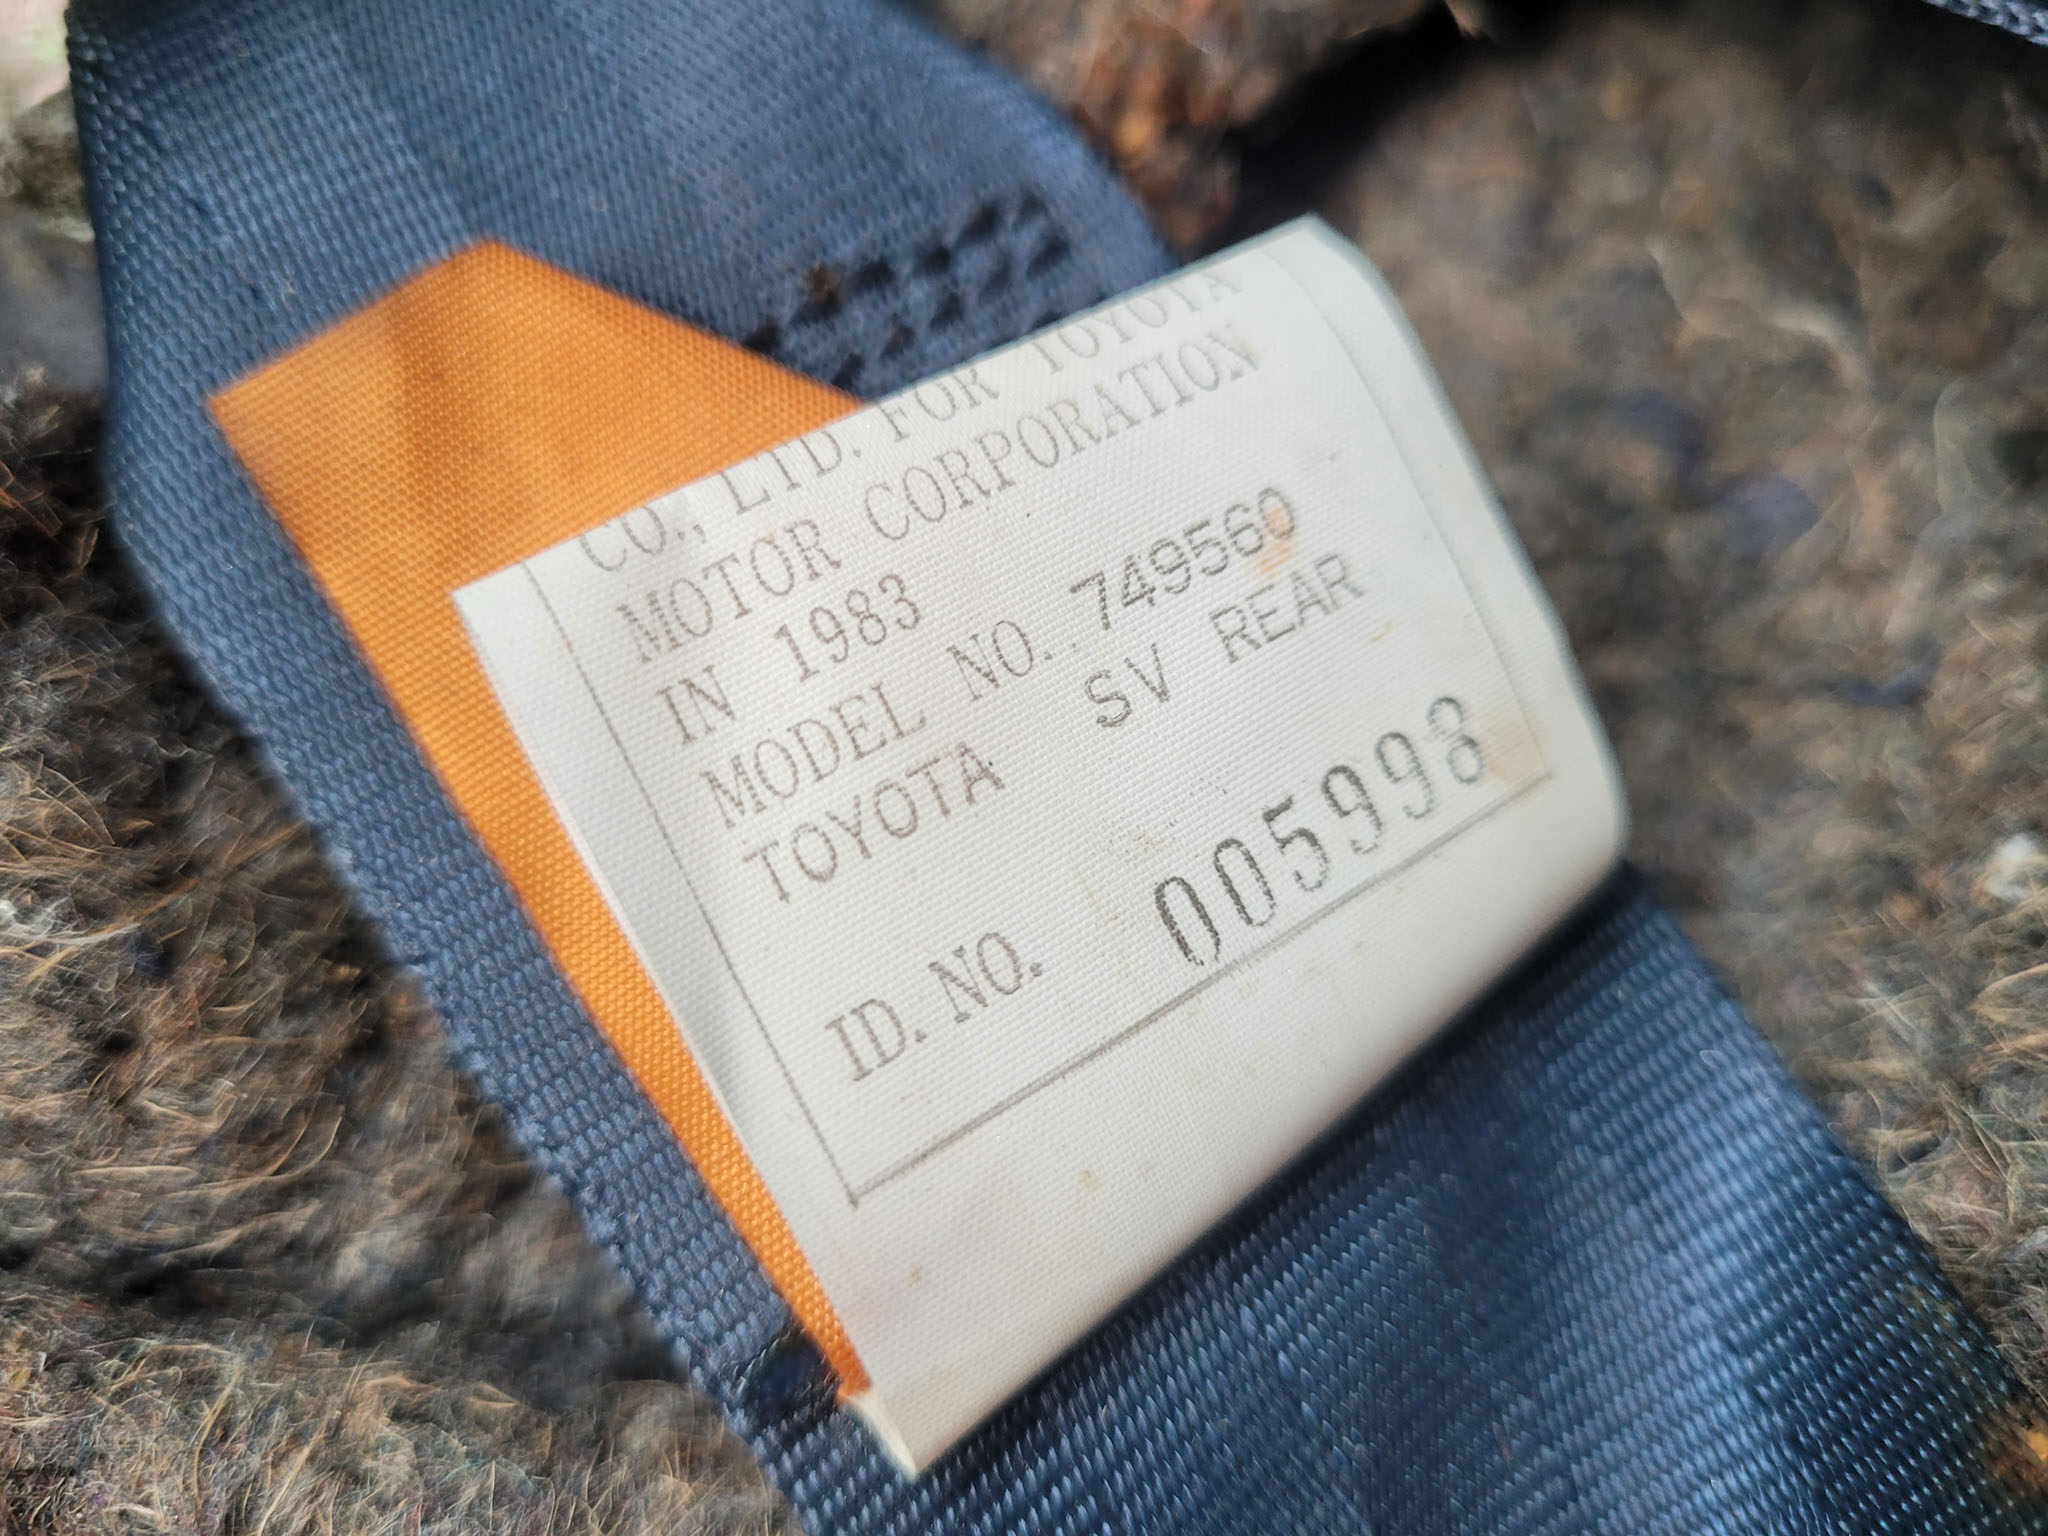 CO., LTD. FOR TOYOTA
MOTOR CORPORATION
IN 1983
MODEL NO. 749560
TOYOTA SV REAR
ID. NO. 005998